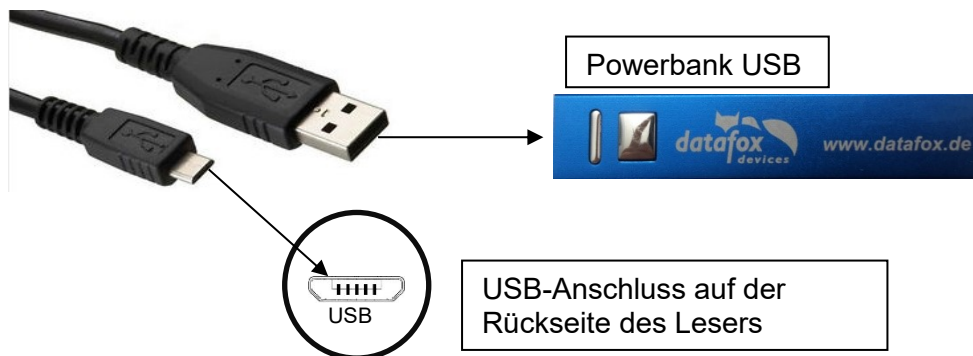 Powerbank USB
datafox
devices
www.datafox.de
USB
USB-Anschluss auf der
Rückseite des Lesers